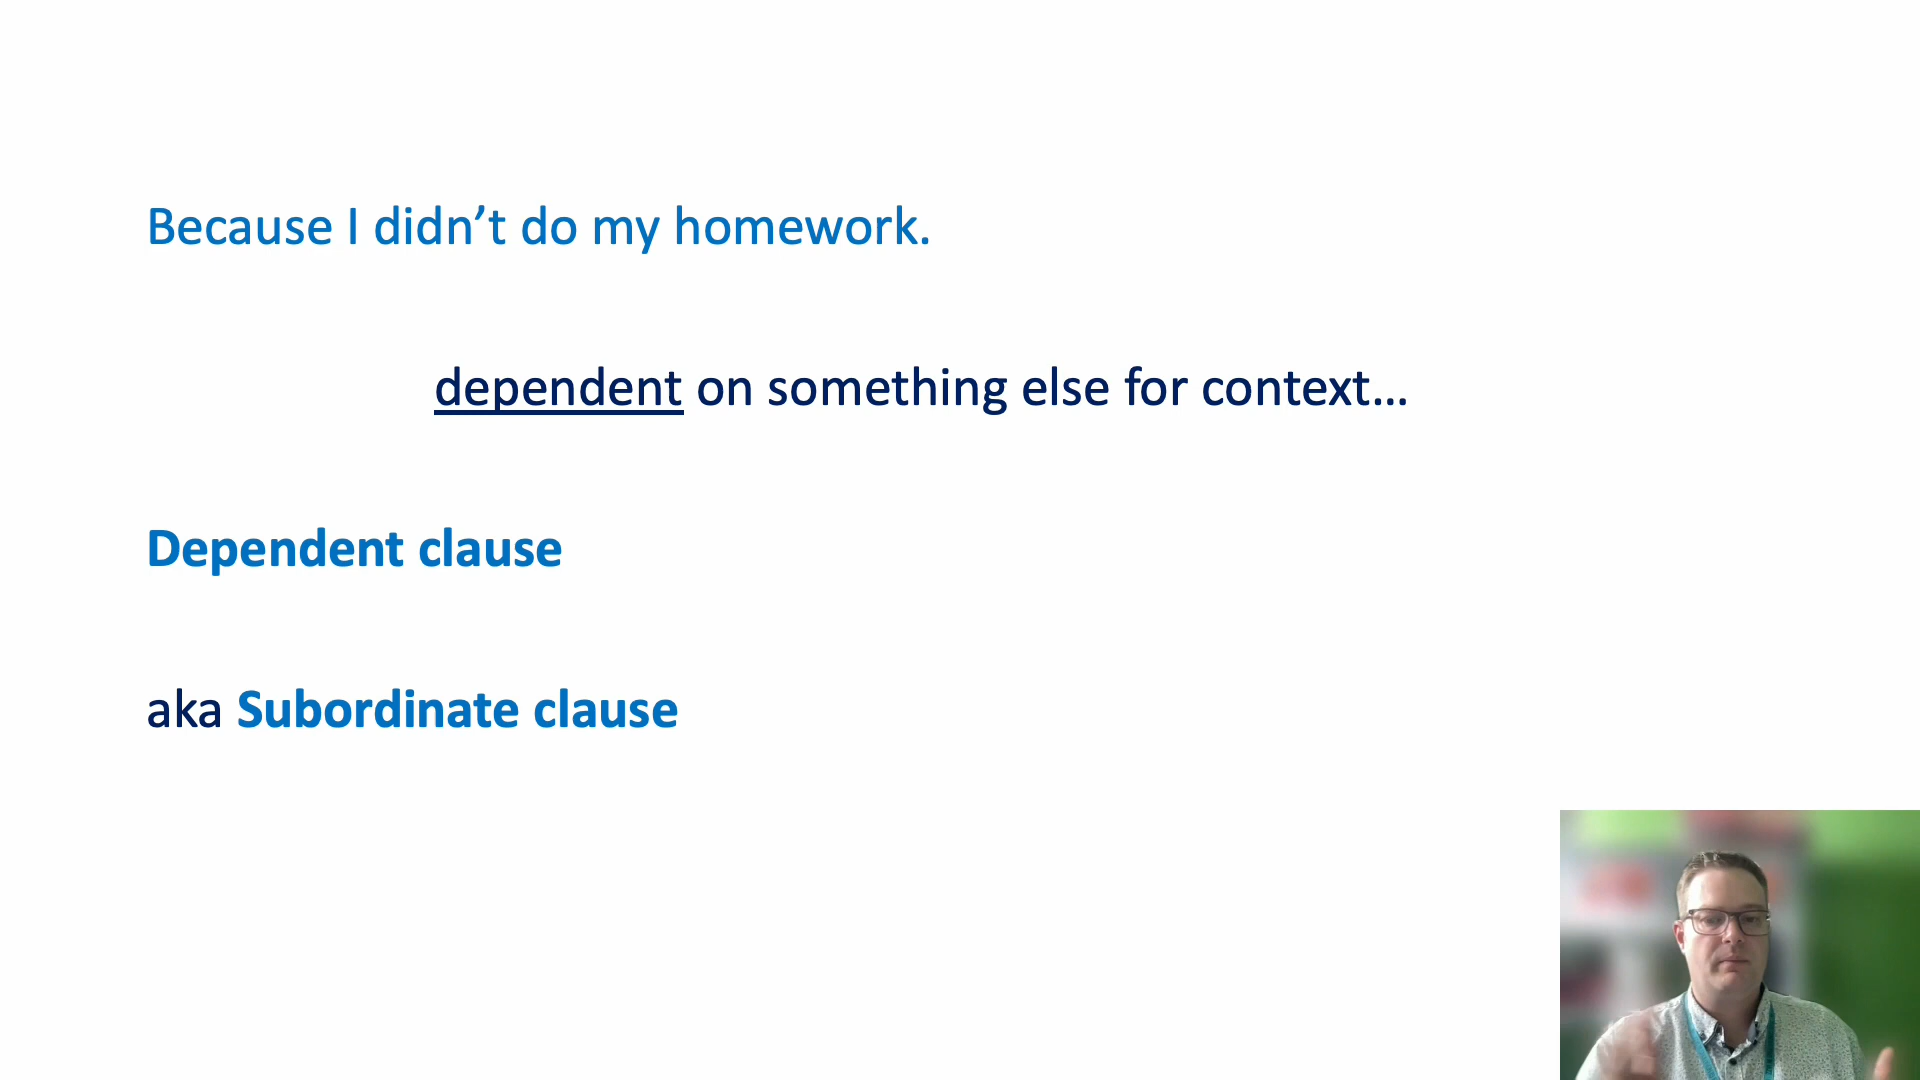 Because I didn’t do my homework.
dependent on something else for context…
Dependent clause
aka Subordinate clause